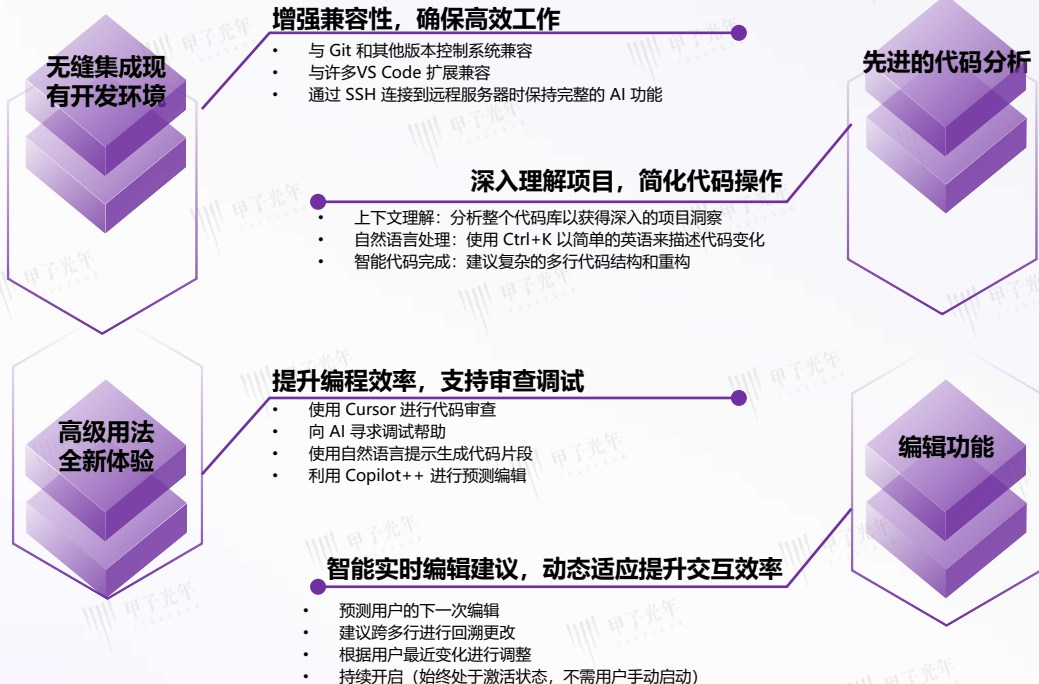 无缝集成现
有开发环境
增强兼容性，确保高效工作
• 与 Git 和其他版本控制系统兼容
• 与许多VS Code 扩展兼容
• 通过 SSH 连接到远程服务器时保持完整的 AI 功能
先进的代码分析
深入理解项目，简化代码操作
• 上下文理解：分析整个代码库以获得深入的项目洞察
• 自然语言处理：使用 Ctrl+K 以简单的英语来描述代码变化
• 智能代码完成：建议复杂的多行代码结构和重构
高级用法
全新体验
提升编程效率，支持审查调试
• 使用 Cursor 进行代码审查
• 向 AI 寻求调试帮助
• 使用自然语言提示生成代码片段
• 利用 Copilot++ 进行预测编辑
编辑功能
智能实时编辑建议，动态适应提升交互效率
• 预测用户的下一次编辑
• 建议跨多行进行回溯更改
• 根据用户最近变化进行调整
• 持续开启（始终处于激活状态，不需用户手动启动）
甲子光年